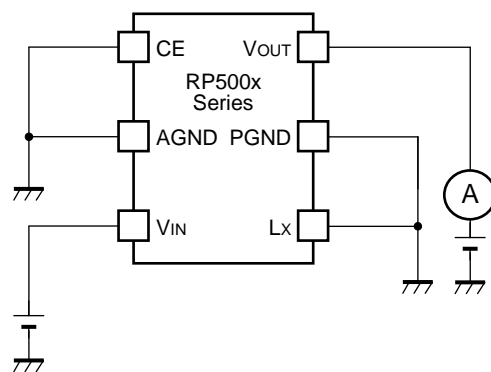 CE VOUT
RP500x
Series
AGND PGND
A
VIN LX